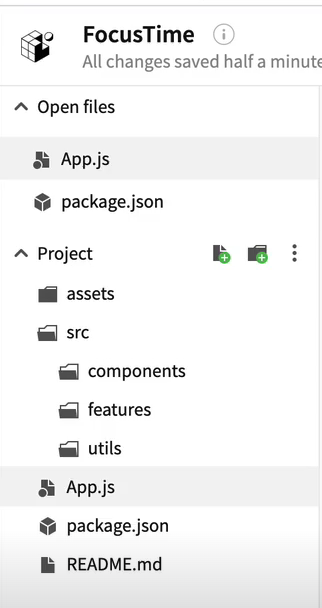 FocusTime
All changes saved half a minute
Open files
App.js
package.json
Project
assets
src
components
features
utils
App.js
package.json
README.md